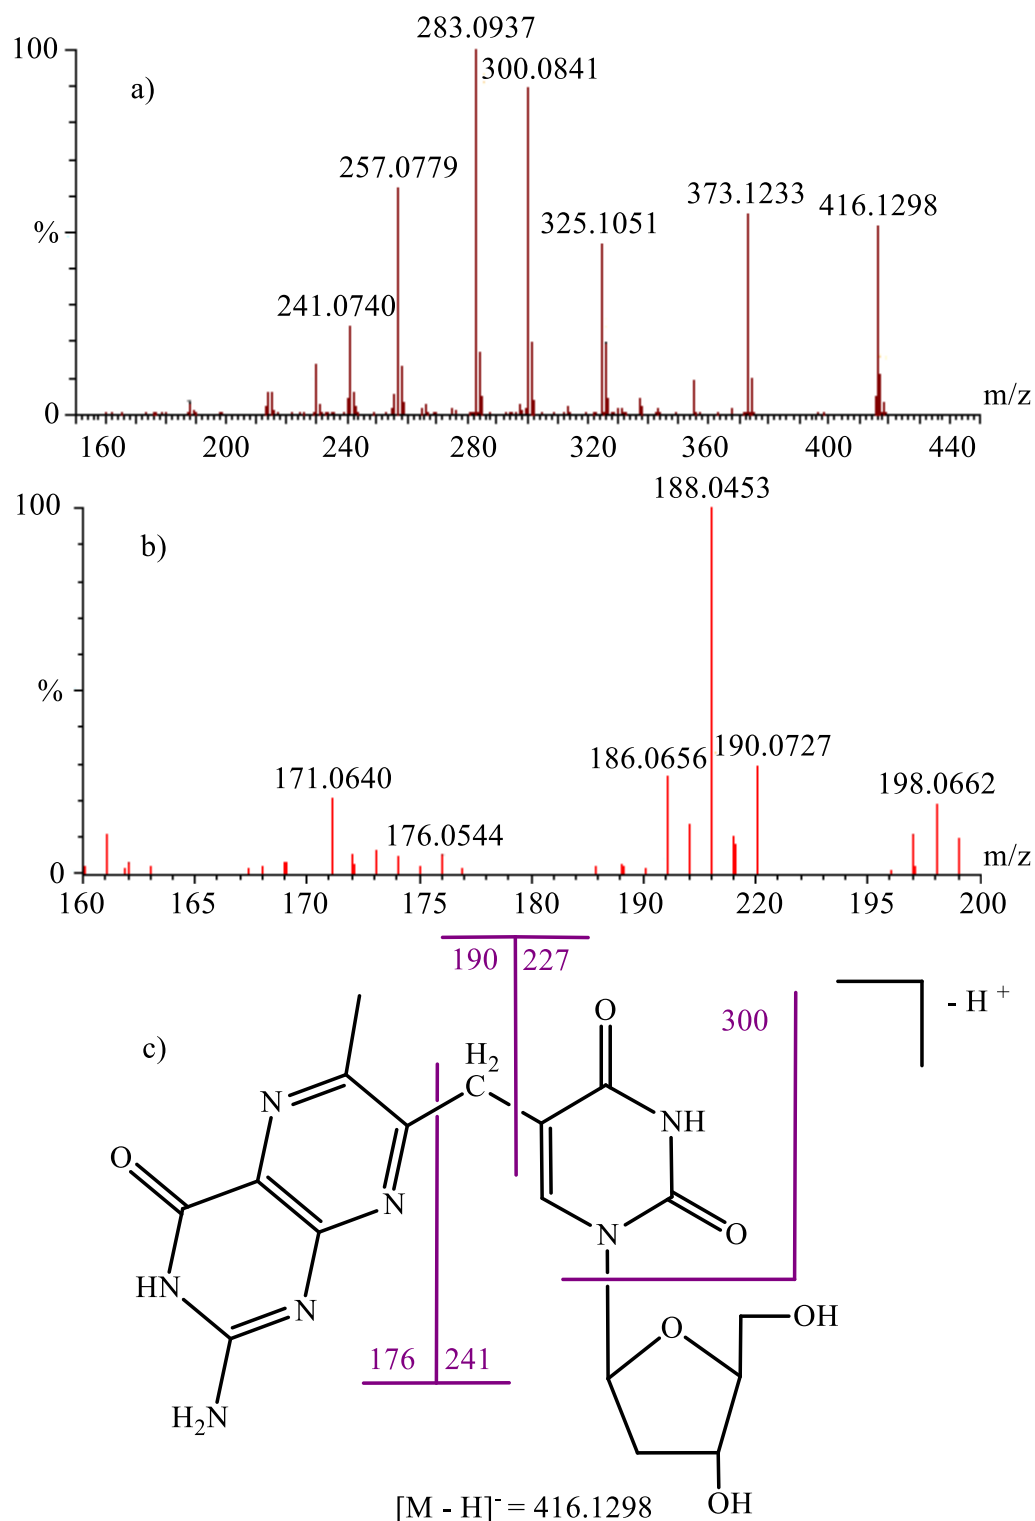 283.0937
100
300.0841
a)
257.0779
373.1233
416.1298
325.1051
%
241.0740
0
m/z
160 200 240 280 320 360 400 440
188.0453
100
b)
%
190.0727
186.0656
171.0640
198.0662
176.0544
m/z
0
160 165 170 175 180 190 220 195 200
190 227
- H +
O
300
c)
H2
C
N
NH
O
N
O
N
HN
N
O
OH
176 241
H2N
[M - H]- = 416.1298
OH